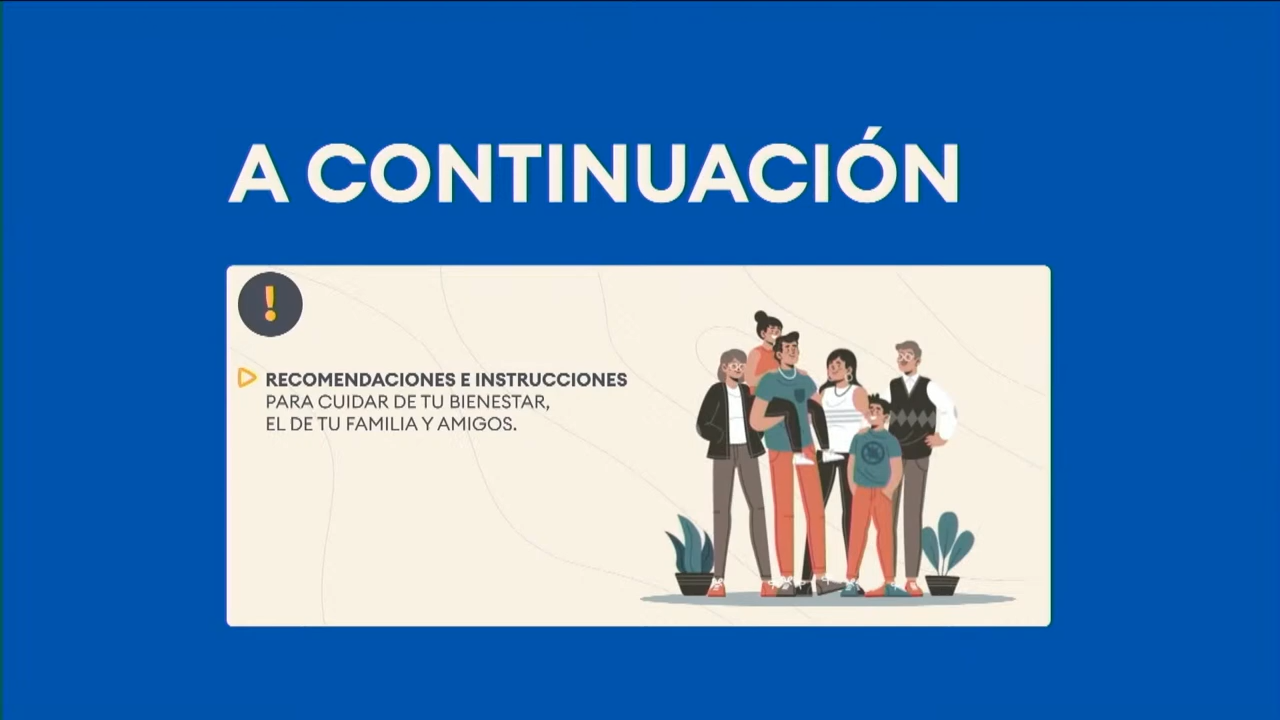 A CONTINUACIÓN
!
RECOMENDACIONES E INSTRUCCIONES
PARA CUIDAR DE TU BIENESTAR,
EL DE TU FAMILIA Y AMIGOS.